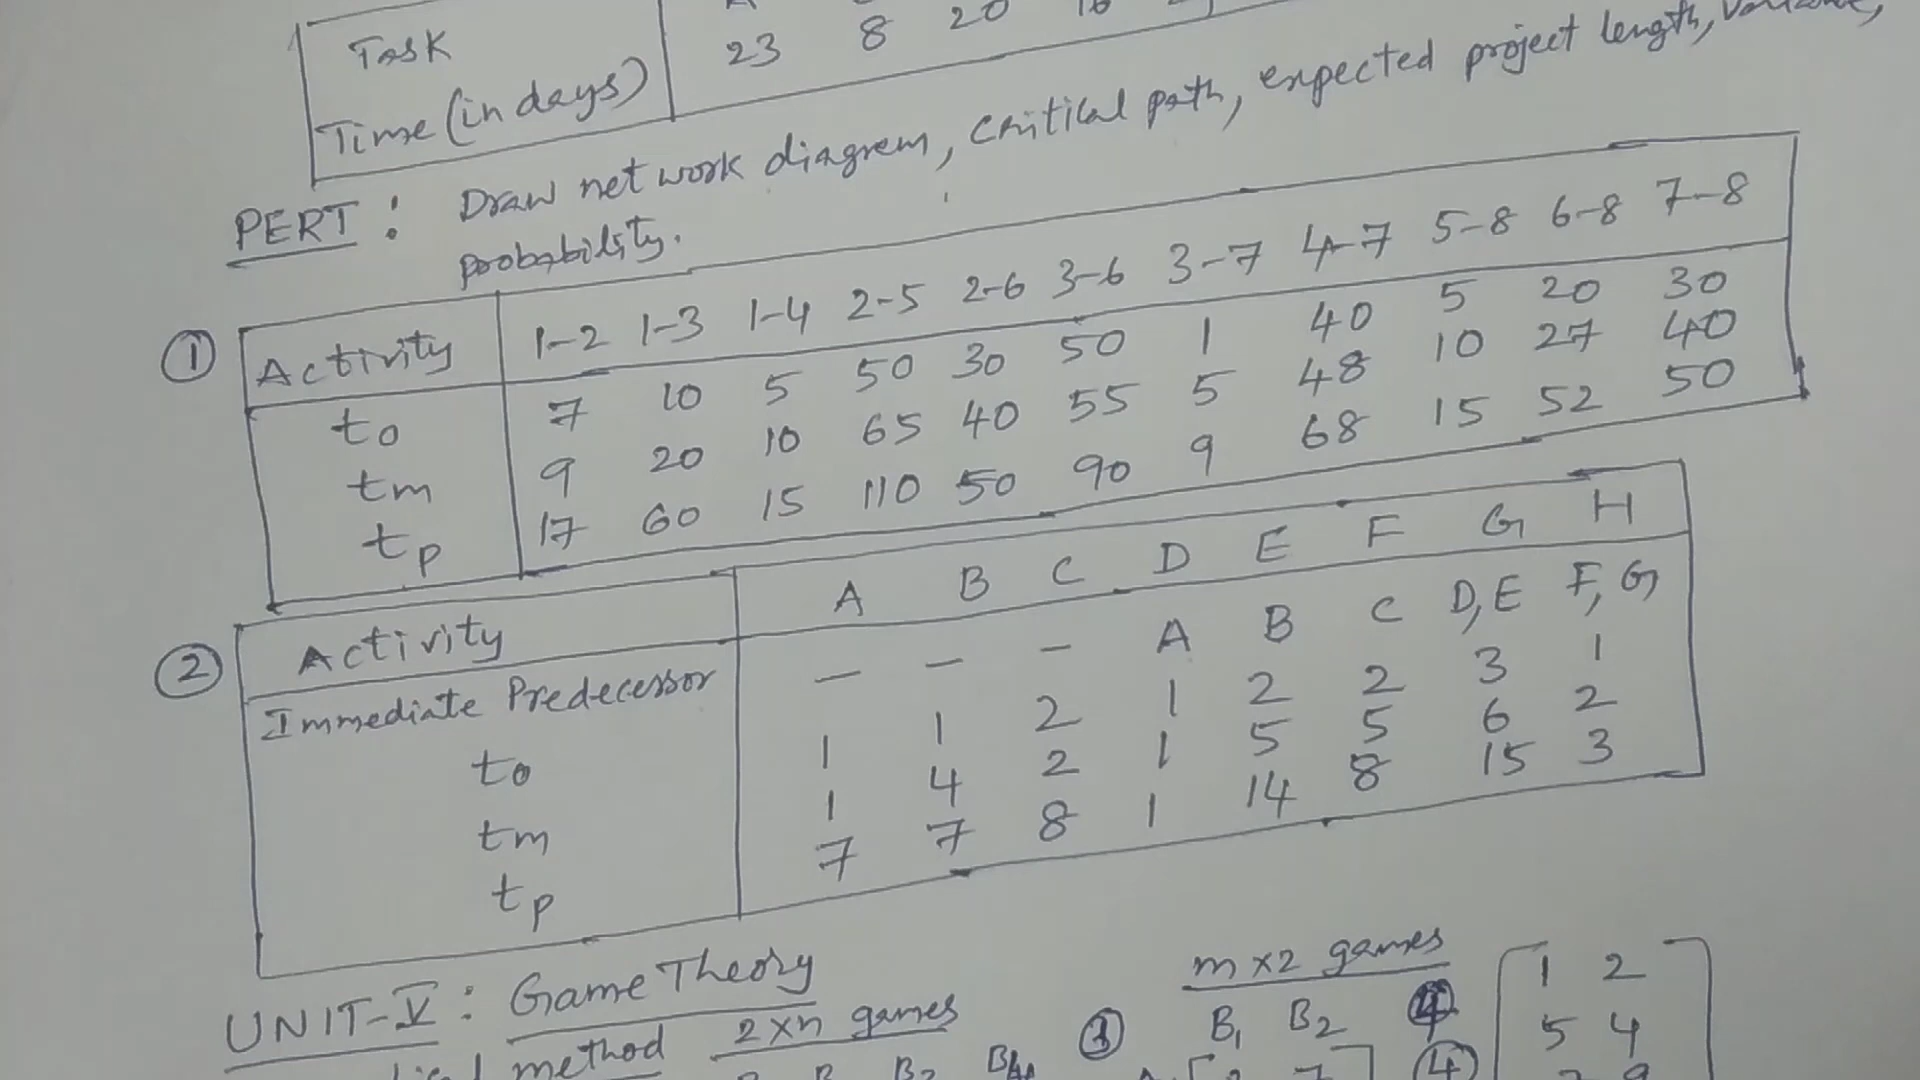 Task
23 8 20 16
Time (in days)
PERT : Draw net work diagram, critical path, expected project length, variance,
probability.
① Activity 1-2 1-3 1-4 2-5 2-6 3-6 3-7 4-7 5-8 6-8 7-8
to 7 10 5 50 30 50 1 40 5 20 30
tm 9 20 10 65 40 55 5 48 10 27 40
tp 17 60 15 110 50 90 9 68 15 52 50
② Activity A B C D E F G H
Immediate Predecessor — — — A B C D,E F,G
to 1 1 2 1 2 2 3 1
tm 1 4 2 1 5 5 6 2
tp 7 7 8 1 14 8 15 3
UNIT-V : Game Theory
method 2×n games
m×2 games
③ B1 B2
④ 1 2
5 4